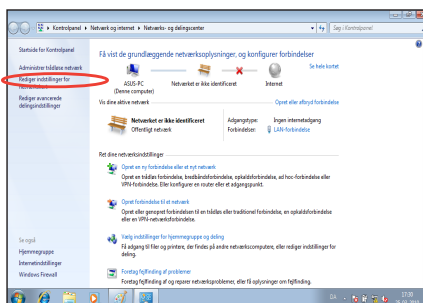 Kontrolpanel ▸ Netværk og internet ▸ Netværks- og delingscenter
Søg i Kontrolpanel
Startside for Kontrolpanel
Administrer trådløse netværk
Rediger indstillinger for
Rediger avancerede
delingsindstillinger
Se også
Hjemmegruppe
Internetindstillinger
Windows Firewall
Få vist de grundlæggende netværksoplysninger, og konfigurer forbindelser
Se hele kortet
ASUS-PC
(Denne computer)
Netværket er ikke identificeret
Internet
Vis dine aktive netværk
Opret eller afbryd forbindelse
Netværket er ikke identificeret
Offentligt netværk
Adgangstype: Ingen internetadgang
Forbindelser: LAN-forbindelse
Ret dine netværksindstillinger
Opret en ny forbindelse eller et nyt netværk
Opret en trådløs forbindelse, bredbåndsforbindelse, opkaldsforbindelse, ad hoc-forbindelse eller
VPN-forbindelse. Eller konfigurer en router eller et adgangspunkt.
Opret forbindelse til et netværk
Opret eller genopret forbindelsen til en trådløs eller traditionel forbindelse, en opkaldsforbindelse
eller en VPN-netværksforbindelse.
Vælg indstillinger for hjemmegruppe og deling
Få adgang til filer og printere, der findes på andre netværkscomputere, eller rediger indstillinger for
deling.
Foretag fejlfinding af problemer
Foretag fejlfinding af og reparer netværksproblemer, eller få oplysninger om fejlfinding.
DA
17:30